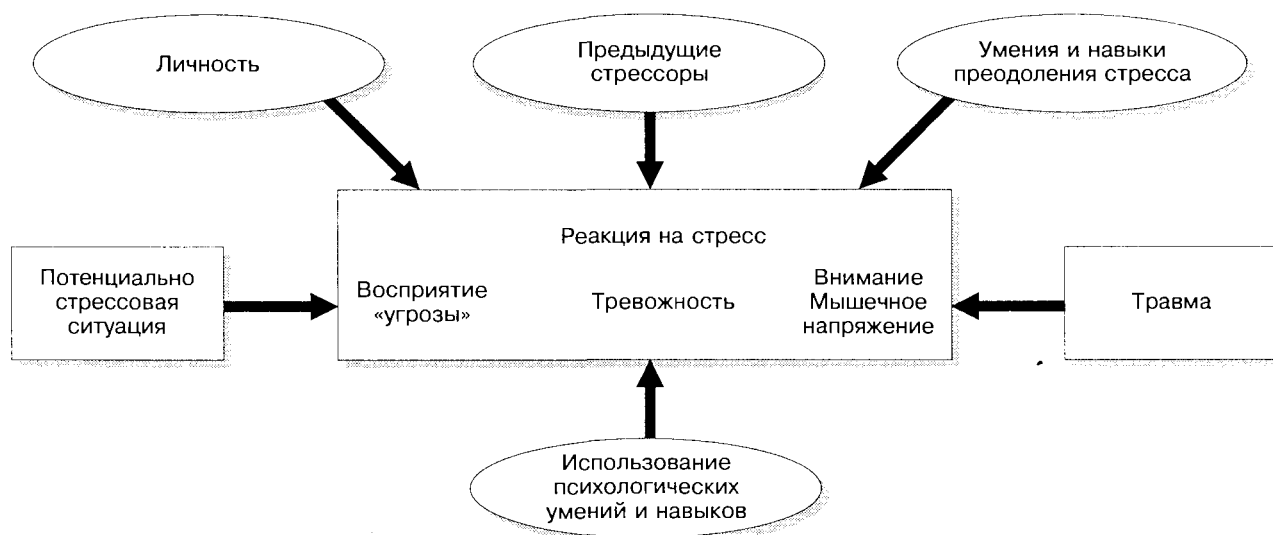 Личность
Предыдущие
стрессоры
Умения и навыки
преодоления стресса
Реакция на стресс
Потенциально
стрессовая
ситуация
Восприятие
«угрозы»
Тревожность
Внимание
Мышечное
напряжение
Травма
Использование
психологических
умений и навыков